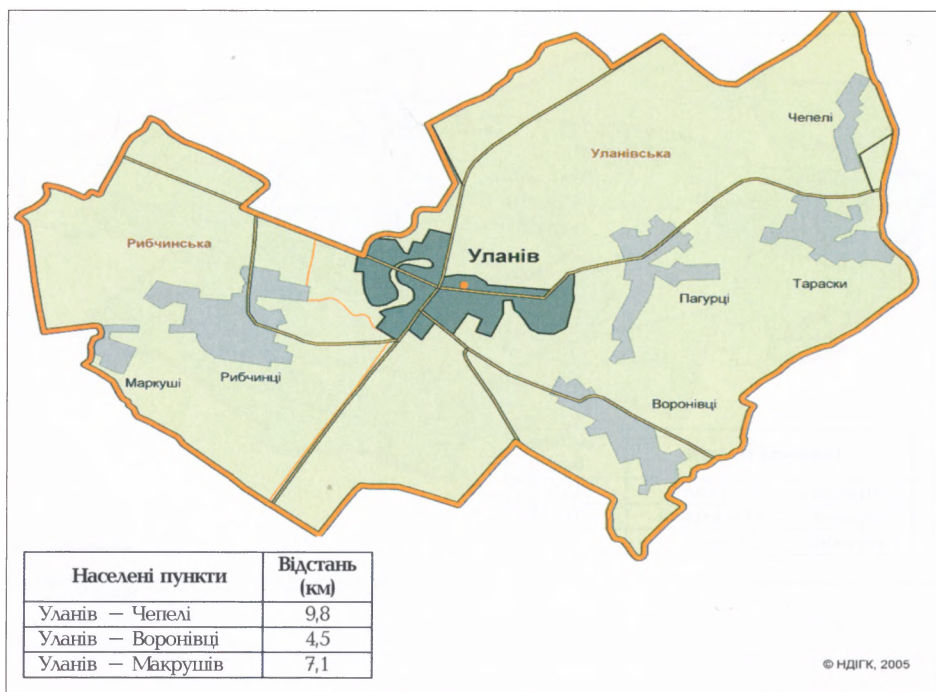 Чепелі
Уланівська
Рибчинська
Уланів
Пагурці
Тараски
Маркуші
Рибчинці
Воронівці
Населені пункти
Відстань
(км)
Уланів – Чепелі 9,8
Уланів – Воронівці 4,5
Уланів – Макрушів 7,1
© НДІГК, 2005